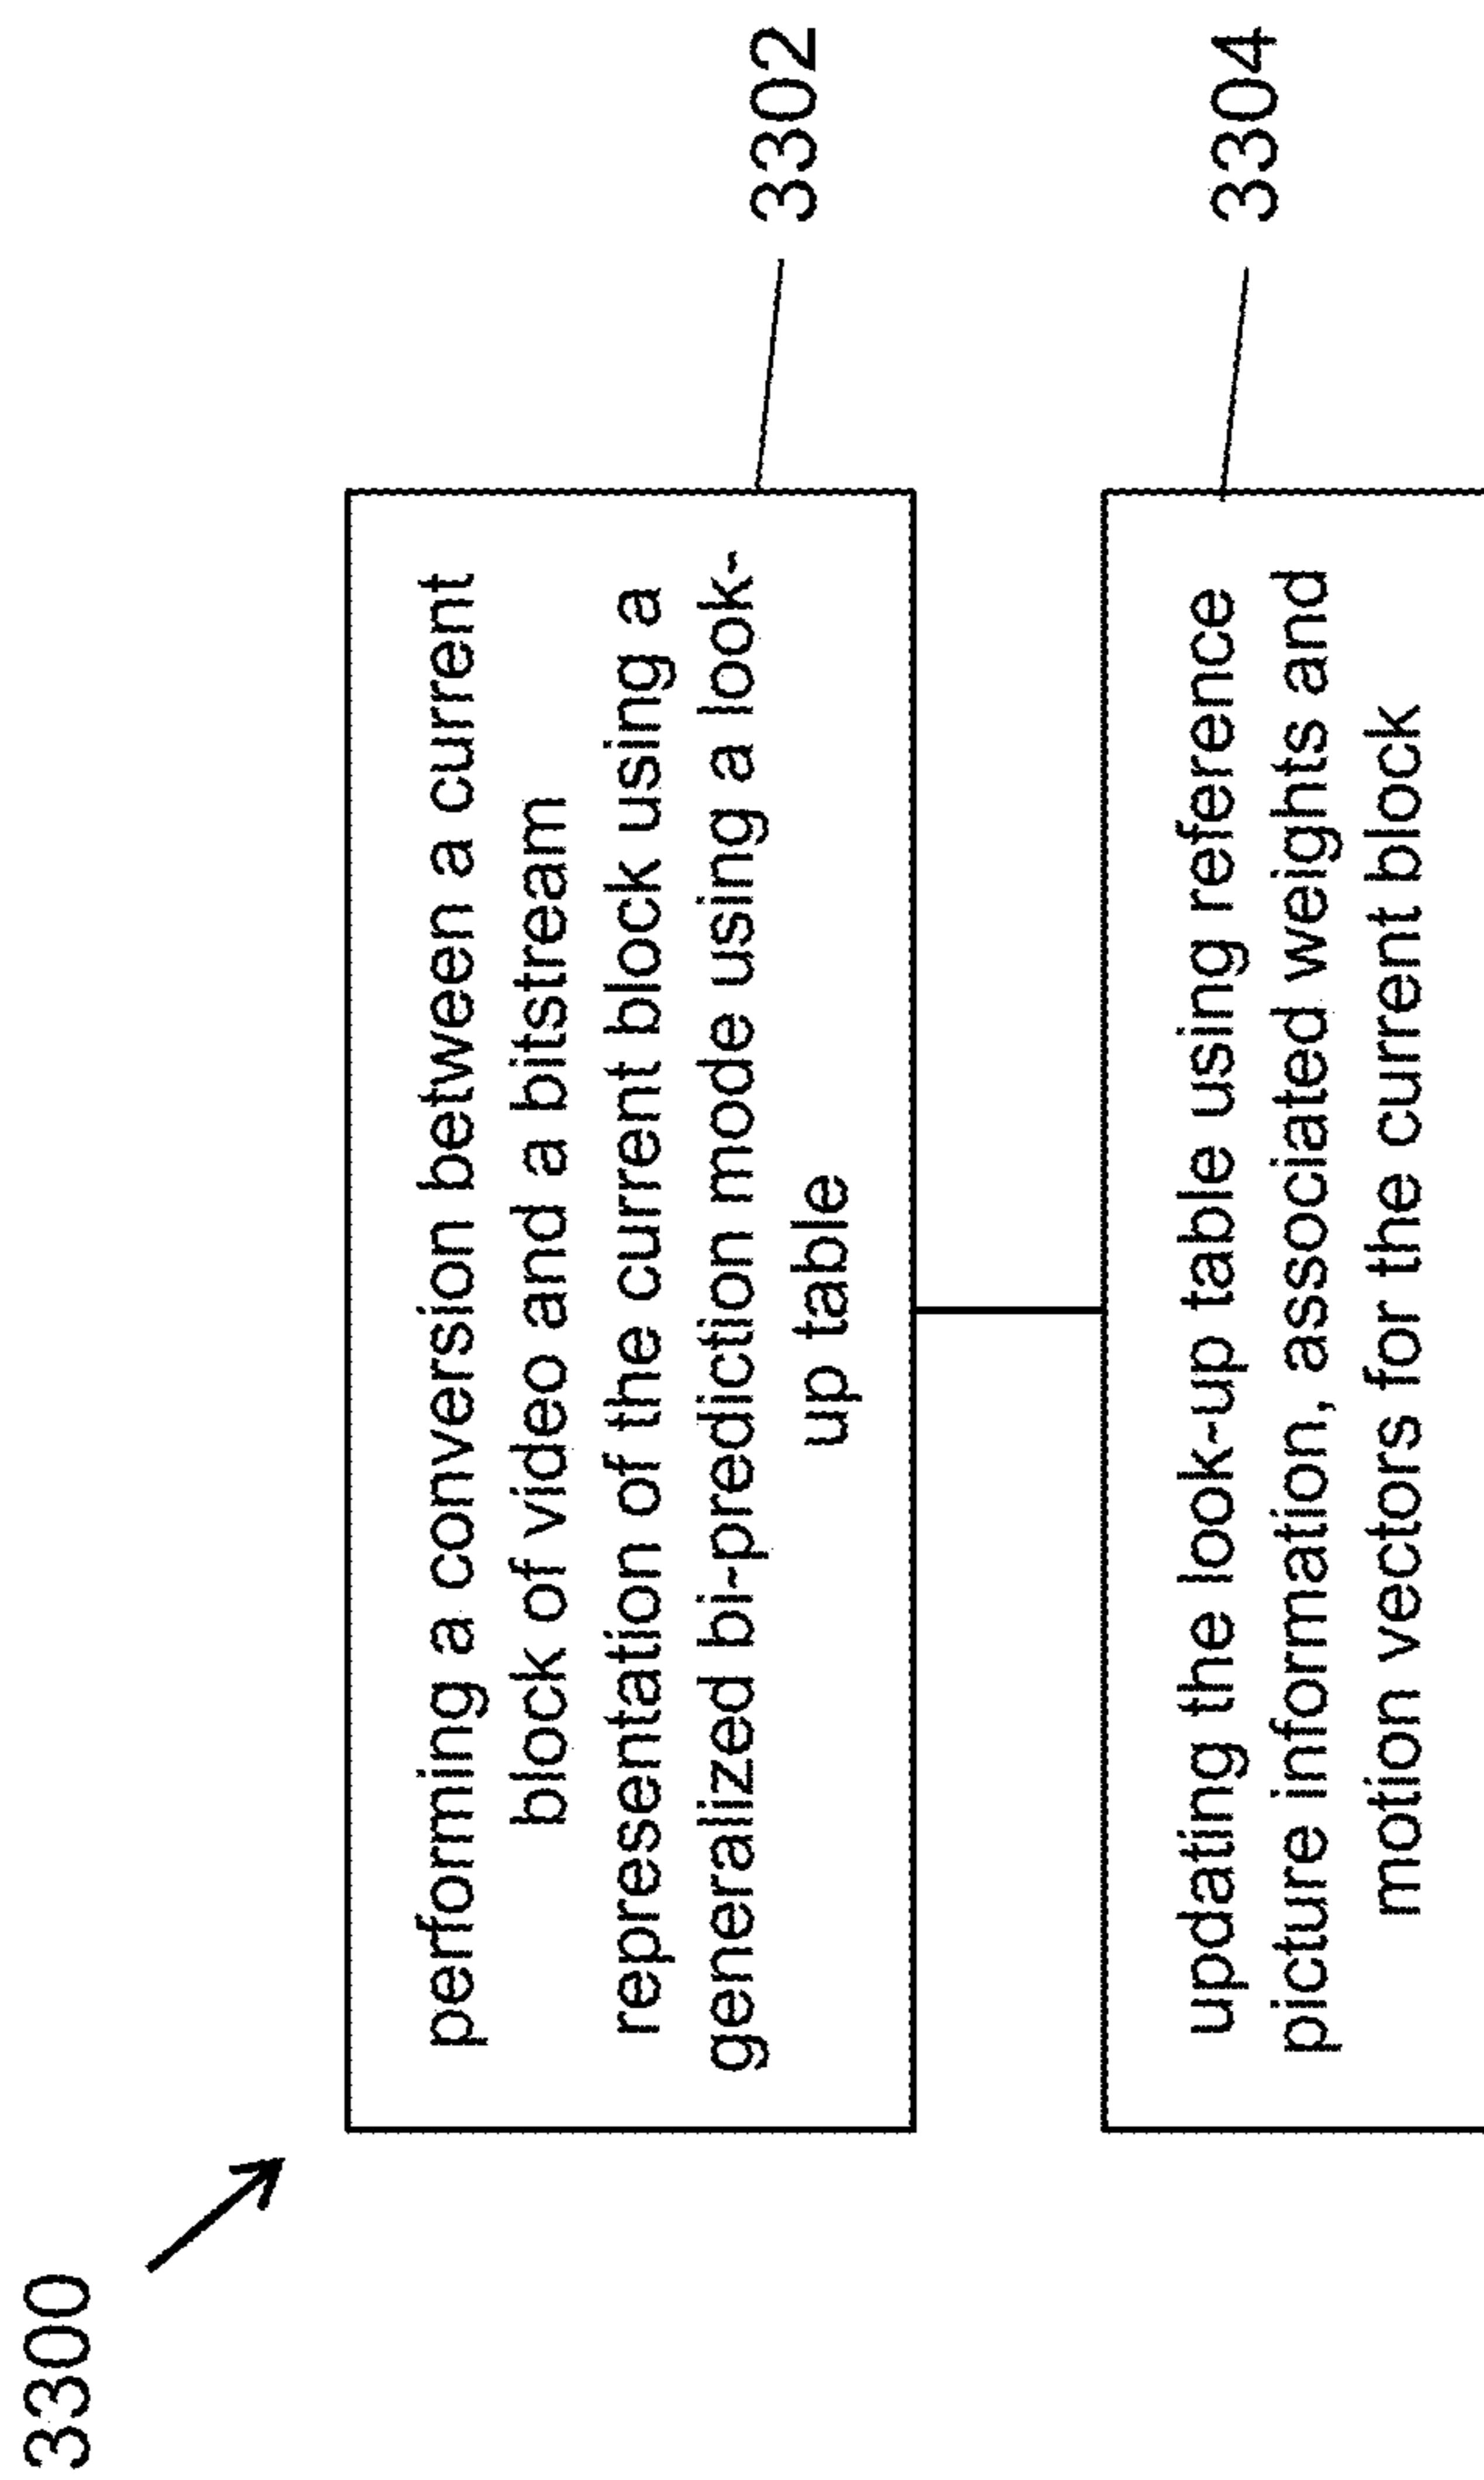 3300
performing a conversion between a current
block of video and a bitstream
representation of the current block using a
generalized bi-prediction mode using a look-
up table
3302
updating the look-up table using reference
picture information, associated weights and
motion vectors for the current block
3304